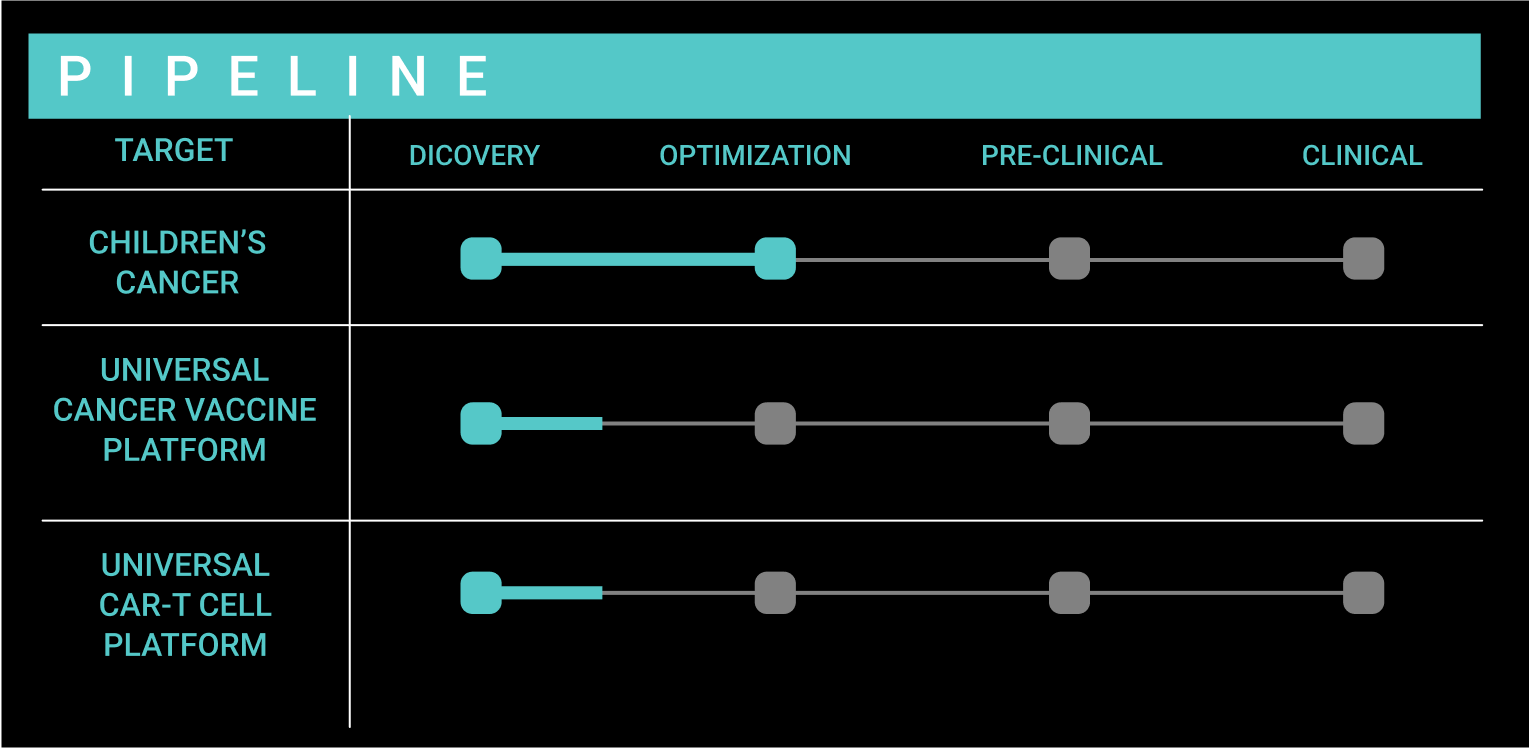 PIPELINE
TARGET
DICOVERY
OPTIMIZATION
PRE-CLINICAL
CLINICAL
CHILDREN’S
CANCER
UNIVERSAL
CANCER VACCINE
PLATFORM
UNIVERSAL
CAR-T CELL
PLATFORM